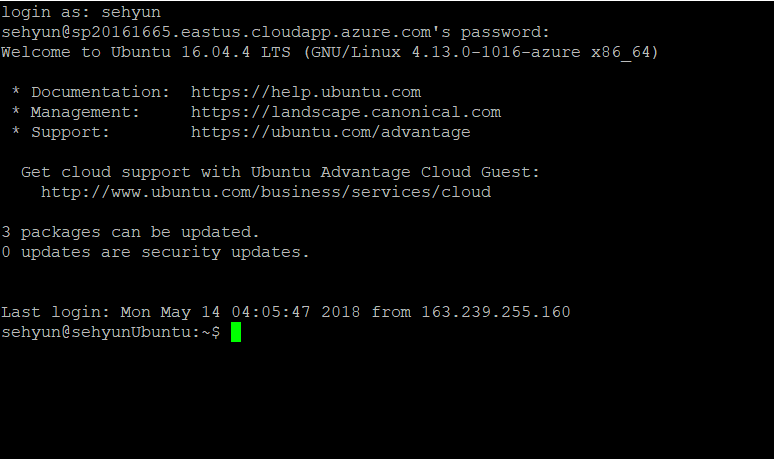 login as: sehyun
sehyun@sp20161665.eastus.cloudapp.azure.com's password:
Welcome to Ubuntu 16.04.4 LTS (GNU/Linux 4.13.0-1016-azure x86_64)
* Documentation:  https://help.ubuntu.com
* Management:     https://landscape.canonical.com
* Support:        https://ubuntu.com/advantage
Get cloud support with Ubuntu Advantage Cloud Guest:
http://www.ubuntu.com/business/services/cloud
3 packages can be updated.
0 updates are security updates.
Last login: Mon May 14 04:05:47 2018 from 163.239.255.160
sehyun@sehyunUbuntu:~$